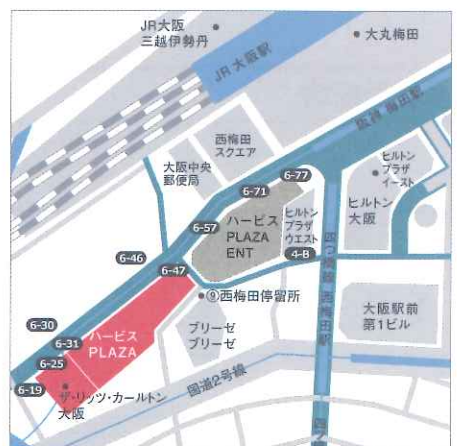 JR大阪
三越伊勢丹
大丸梅田
JR大阪駅
阪神 梅田駅
西梅田
スクエア
大阪中央
郵便局
6-77
6-71
ヒルトン
プラザ
イースト
ヒルトン
大阪
6-57
ハービス
PLAZA
ENT
ヒルトン
プラザ
ウエスト
4-B
6-46
6-47
四つ橋線 西梅田駅
⑨西梅田停留所
大阪駅前
第1ビル
ブリーゼ
ブリーゼ
6-30
6-31
ハービス
PLAZA
6-25
6-19
ザ・リッツ・カールトン
大阪
国道2号線
四